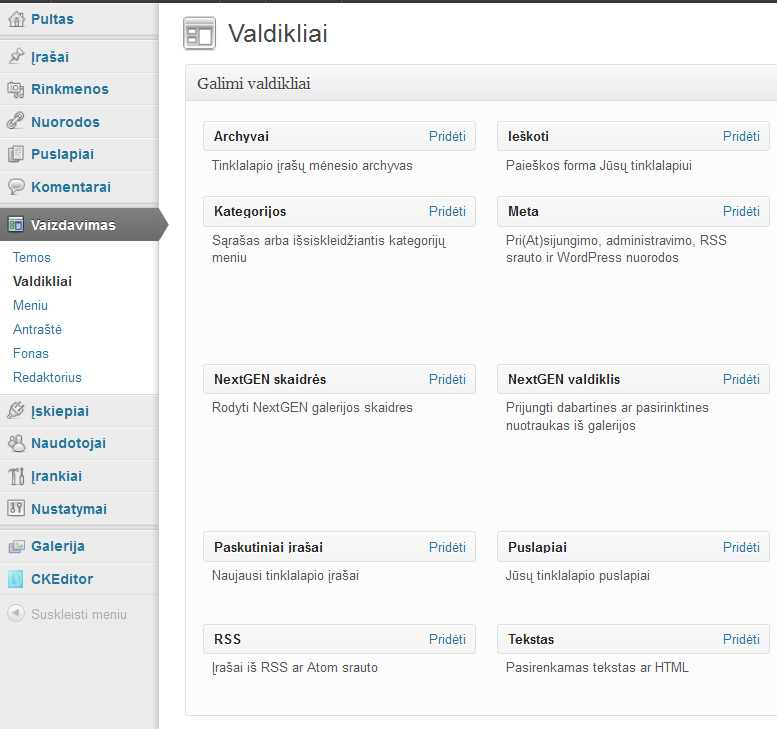 Pultas
Įrašai
Rinkmenos
Nuorodos
Puslapiai
Komentarai
Vaizdavimas
Temos
Valdikliai
Meniu
Antraštė
Fonas
Redaktorius
Įskiepiai
Naudotojai
Įrankiai
Nustatymai
Galerija
CKEditor
Suskleisti meniu
Valdikliai
Galimi valdikliai
Archyvai Pridėti
Tinklalapio įrašų mėnesio archyvas
Ieškoti Pridėti
Paieškos forma Jūsų tinklalapiui
Kategorijos Pridėti
Sąrašas arba išsiskleidžiantis kategorijų
meniu
Meta Pridėti
Pri(At)sijungimo, administravimo, RSS
srauto ir WordPress nuorodos
NextGEN skaidrės Pridėti
Rodyti NextGEN galerijos skaidres
NextGEN valdiklis Pridėti
Prijungti dabartines ar pasirinktines
nuotraukas iš galerijos
Paskutiniai įrašai Pridėti
Naujausi tinklalapio įrašai
Puslapiai Pridėti
Jūsų tinklalapio puslapiai
RSS Pridėti
Įrašai iš RSS ar Atom srauto
Tekstas Pridėti
Pasirenkamas tekstas ar HTML